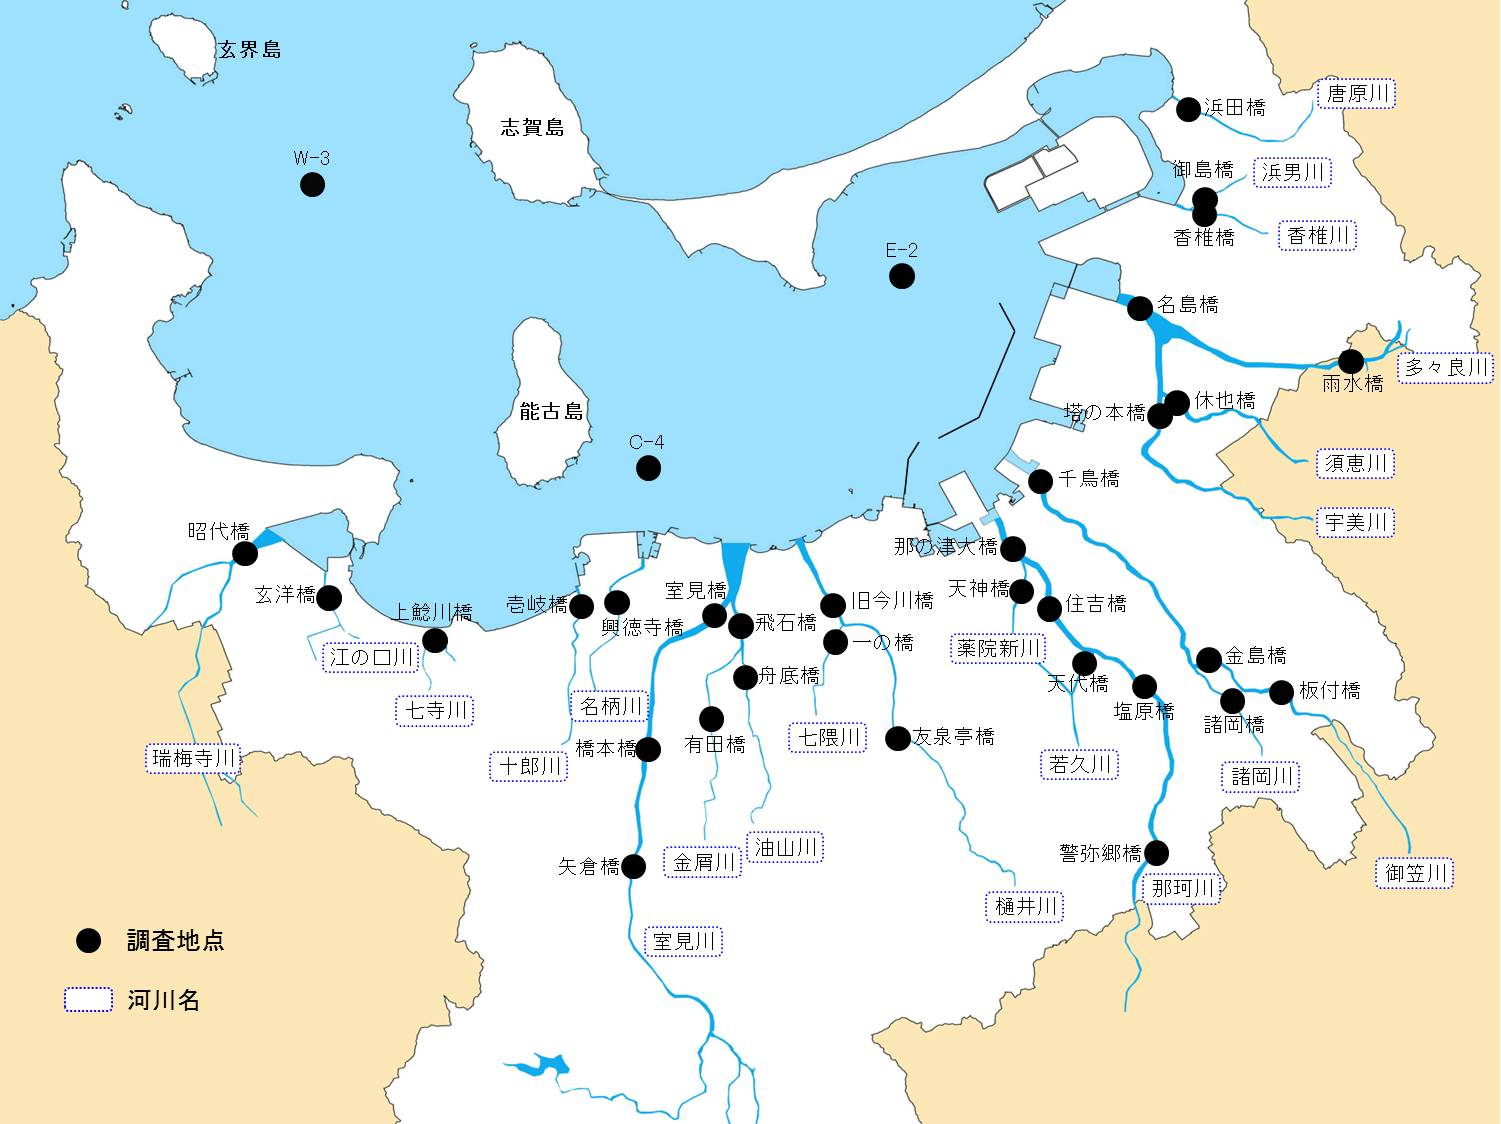 玄界島
志賀島
W-3
浜田橋
唐原川
御島橋
浜男川
香椎橋
香椎川
E-2
名島橋
雨水橋
多々良川
能古島
塔の本橋
休也橋
C-4
須恵川
千鳥橋
宇美川
昭代橋
那の津大橋
玄洋橋
上鯰川橋
壱岐橋
興徳寺橋
室見橋
飛石橋
旧今川橋
一の橋
天神橋
住吉橋
江の口川
薬院新川
金島橋
舟底橋
天代橋
塩原橋
板付橋
七寺川
名柄川
有田橋
諸岡橋
七隈川
友泉亭橋
瑞梅寺川
十郎川
橋本橋
若久川
諸岡川
金屑川
油山川
矢倉橋
警弥郷橋
御笠川
那珂川
樋井川
室見川
調査地点
河川名